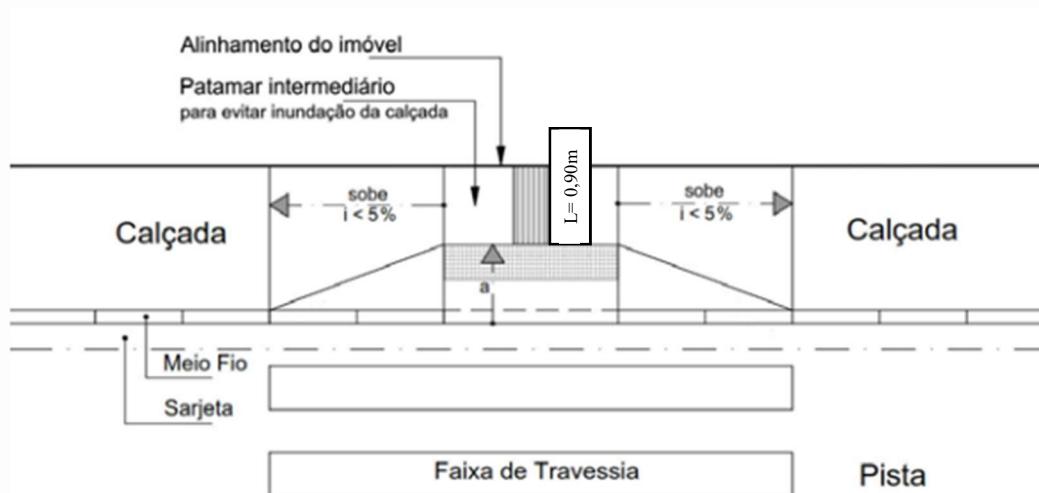 Alinhamento do imóvel
Patamar intermediário
para evitar inundação da calçada
L= 0,90m
sobe
i < 5%
sobe
i < 5%
Calçada
Calçada
a
Meio Fio
Sarjeta
Faixa de Travessia
Pista